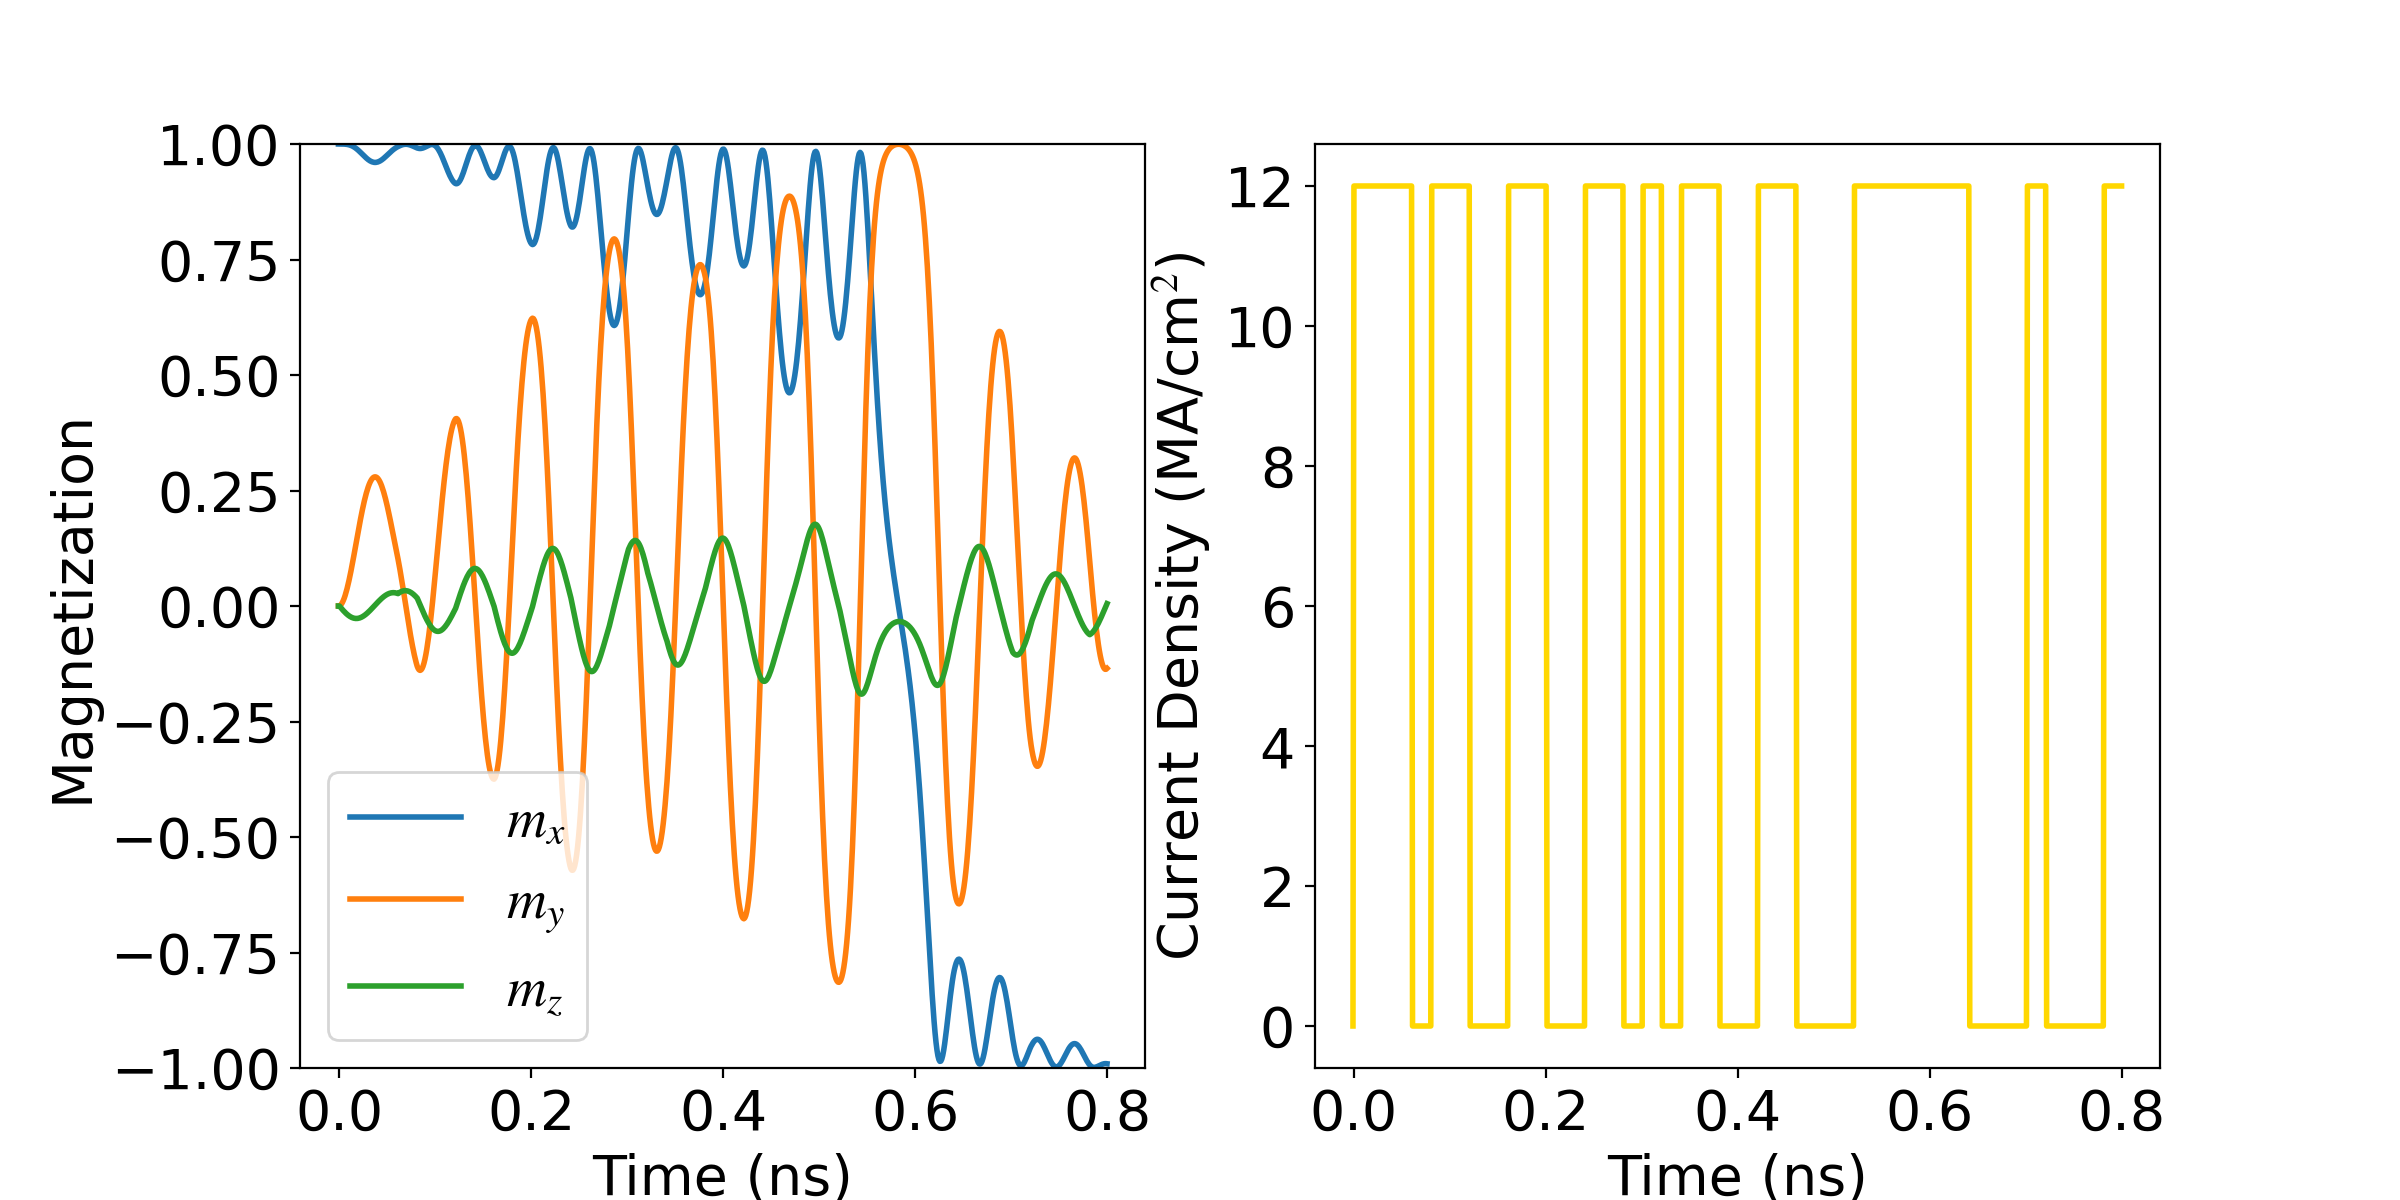 Magnetization
1.00
0.75
0.50
0.25
0.00
−0.25
−0.50
−0.75
−1.00
m_x
m_y
m_z
0.0 0.2 0.4 0.6 0.8
Time (ns)
Current Density (MA/cm²)
12
10
8
6
4
2
0
0.0 0.2 0.4 0.6 0.8
Time (ns)